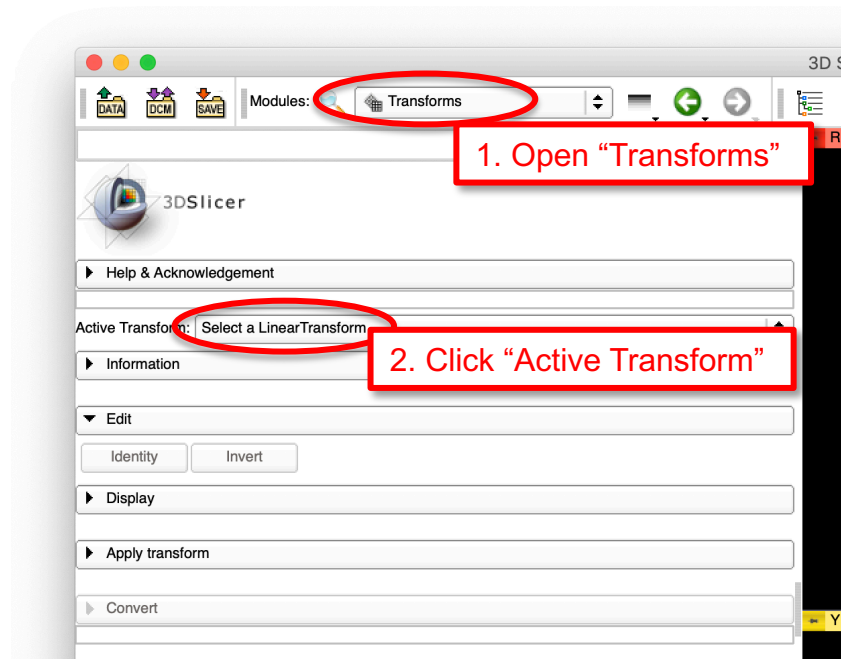 3D S
DATA DCM SAVE Modules: Transforms
R
1. Open “Transforms”
3DSlicer
Help & Acknowledgement
Active Transform: Select a LinearTransform
2. Click “Active Transform”
Information
Edit
Identity Invert
Display
Apply transform
Convert
Y